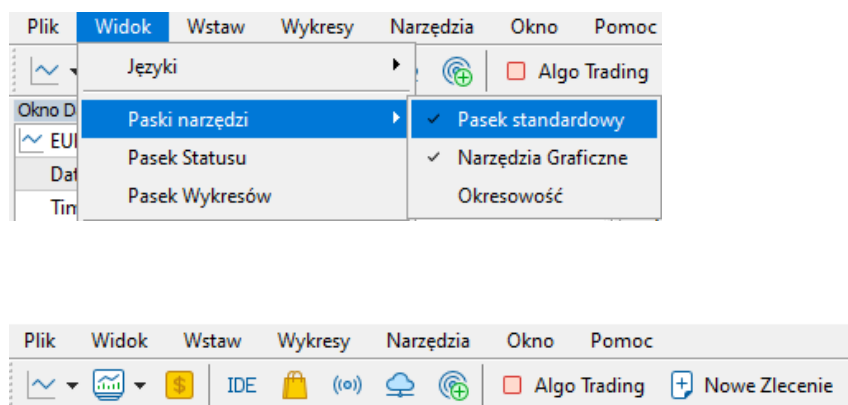 Plik Widok Wstaw Wykresy Narzędzia Okno Pomoc
Języki Algo Trading
Okno D
Paski narzędzi Pasek standardowy
EU
Pasek Statusu Narzędzia Graficzne
Dat
Pasek Wykresów Okresowość
Tim
Plik Widok Wstaw Wykresy Narzędzia Okno Pomoc
$ IDE Algo Trading Nowe Zlecenie